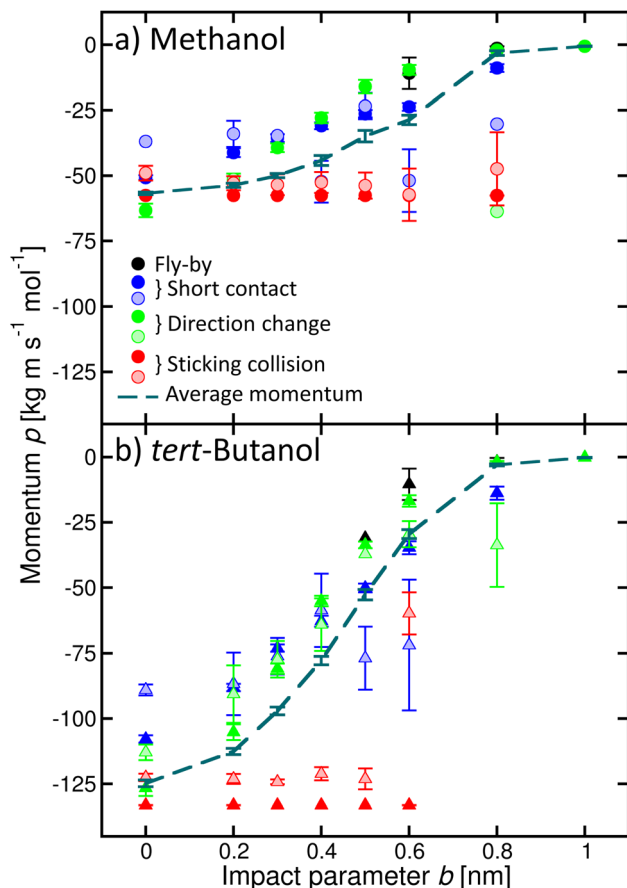 a) Methanol
0
-25
-50
-75
-100
-125
Fly-by
} Short contact
} Direction change
} Sticking collision
Average momentum
Momentum p [kg m s⁻¹ mol⁻¹]
b) tert-Butanol
0
-25
-50
-75
-100
-125
0 0.2 0.4 0.6 0.8 1
Impact parameter b [nm]